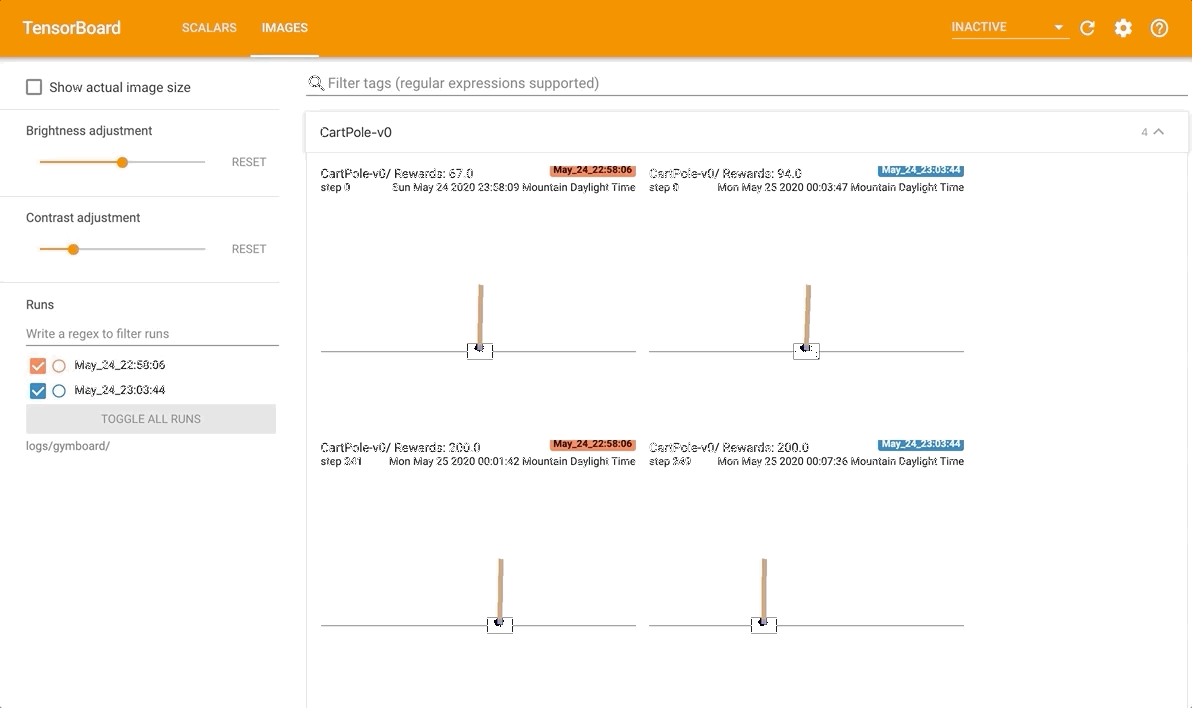 TensorBoard
SCALARS
IMAGES
INACTIVE
Show actual image size
Filter tags (regular expressions supported)
Brightness adjustment
RESET
Contrast adjustment
RESET
Runs
Write a regex to filter runs
May_24_22:58:06
May_24_23:03:44
TOGGLE ALL RUNS
logs/gymboard/
CartPole-v0
4
CartPole-v0/ Rewards: 67.0
May_24_22:58:06
step 0
Sun May 24 2020 23:58:09 Mountain Daylight Time
CartPole-v0/ Rewards: 94.0
May_24_23:03:44
step 0
Mon May 25 2020 00:03:47 Mountain Daylight Time
CartPole-v0/ Rewards: 200.0
May_24_22:58:06
step
Mon May 25 2020 00:01:42 Mountain Daylight Time
CartPole-v0/ Rewards: 200.0
May_24_23:03:44
step
Mon May 25 2020 00:07:36 Mountain Daylight Time